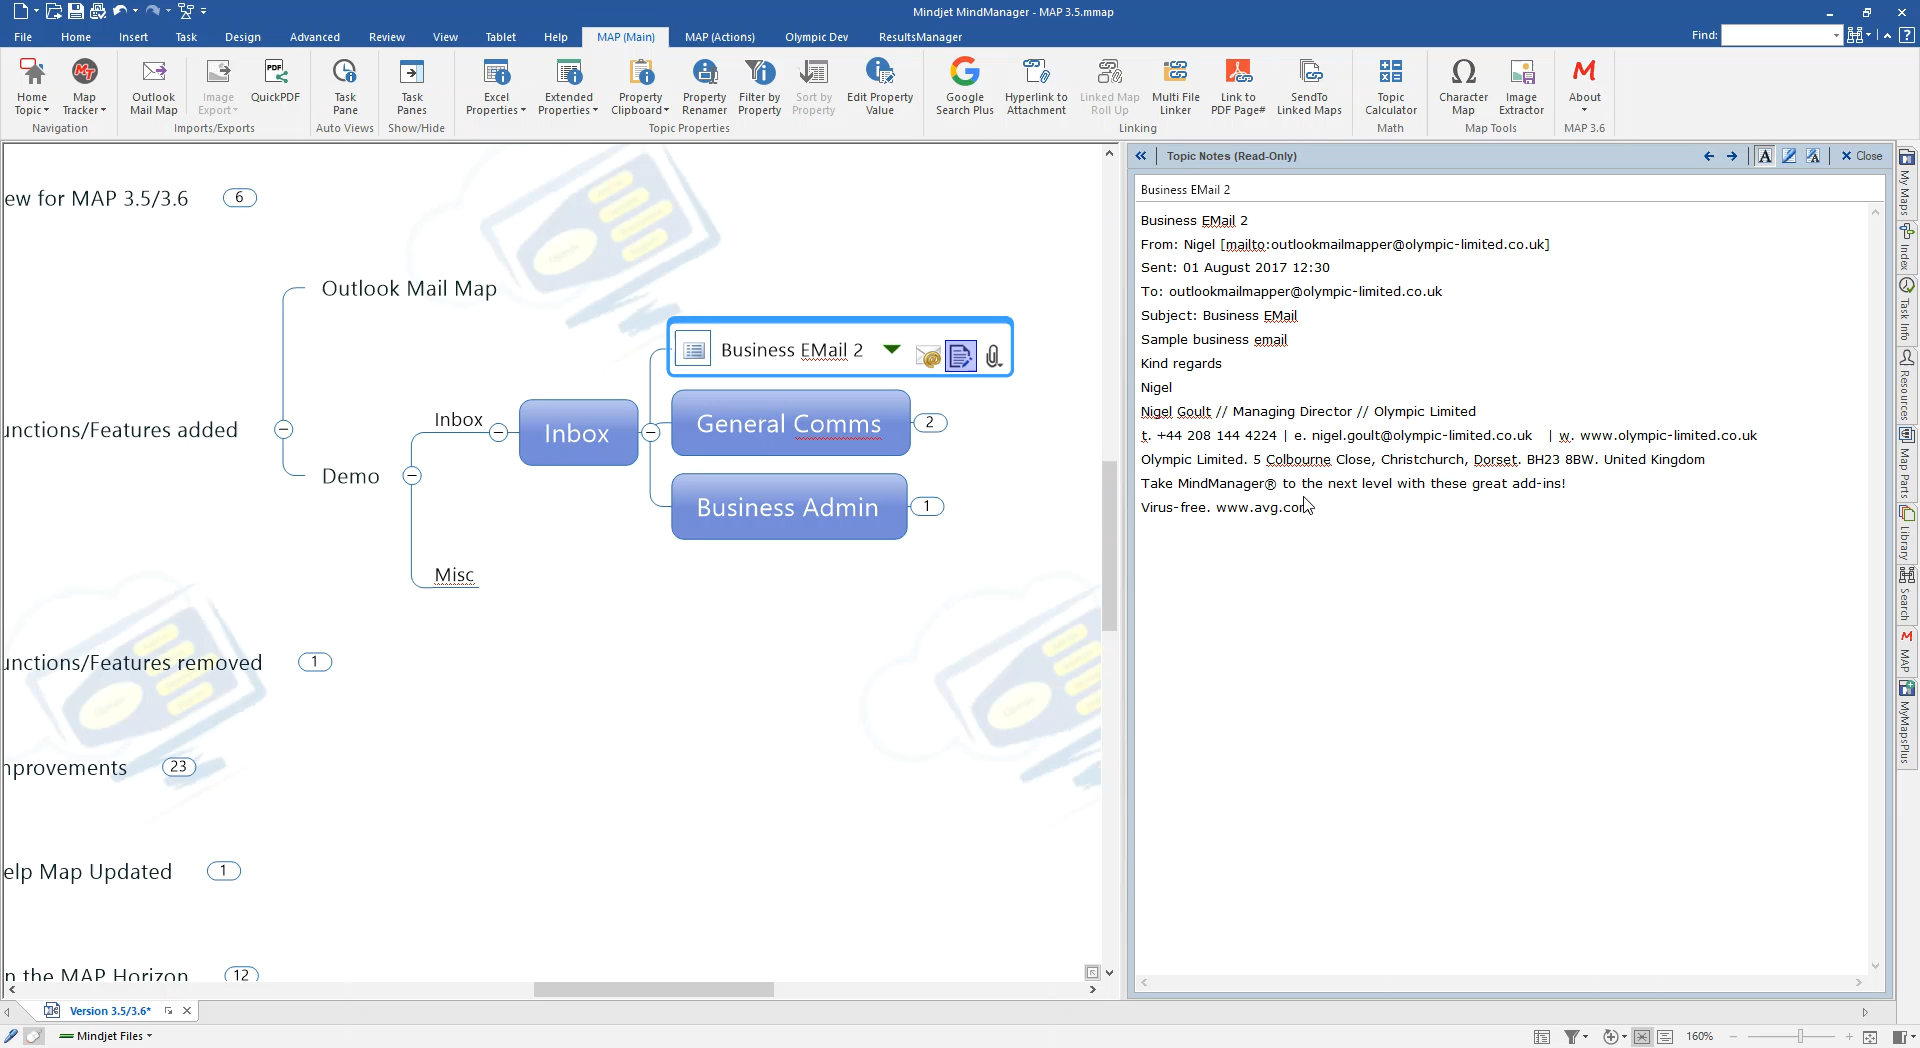 Mindjet MindManager - MAP 3.5.mmap
File Home Insert Task Design Advanced Review View Tablet Help MAP (Main) MAP (Actions) Olympic Dev ResultsManager Find:
Home Topic
Map Tracker
Navigation
Outlook Mail Map
Image Export
QuickPDF
Imports/Exports
Task Pane
Auto Views
Task Panes
Show/Hide
Excel Properties
Extended Properties
Property Clipboard
Property Renamer
Filter by Property
Sort by Property
Edit Property Value
Topic Properties
Google Search Plus
Hyperlink to Attachment
Linked Map Roll Up
Multi File Linker
Link to PDF Page#
SendTo Linked Maps
Linking
Topic Calculator
Math
Character Map
Image Extractor
Map Tools
About
MAP 3.6
ew for MAP 3.5/3.6 6
Outlook Mail Map
Business EMail 2
Inbox
Inbox
General Comms 2
unctions/Features added
Demo
Business Admin 1
Misc
unctions/Features removed 1
nprovements 23
elp Map Updated 1
n the MAP Horizon 12
Topic Notes (Read-Only)
Close
Business EMail 2
Business EMail 2
From: Nigel [mailto:outlookmailmapper@olympic-limited.co.uk]
Sent: 01 August 2017 12:30
To: outlookmailmapper@olympic-limited.co.uk
Subject: Business EMail
Sample business email
Kind regards
Nigel
Nigel Goult // Managing Director // Olympic Limited
t. +44 208 144 4224 | e. nigel.goult@olympic-limited.co.uk | w. www.olympic-limited.co.uk
Olympic Limited. 5 Colbourne Close, Christchurch, Dorset. BH23 8BW. United Kingdom
Take MindManager® to the next level with these great add-ins!
Virus-free. www.avg.com
My Maps
Index
Task Info
Resources
Map Parts
Library
Search
MAP
MyMapsPlus
Version 3.5/3.6*
Mindjet Files
160%